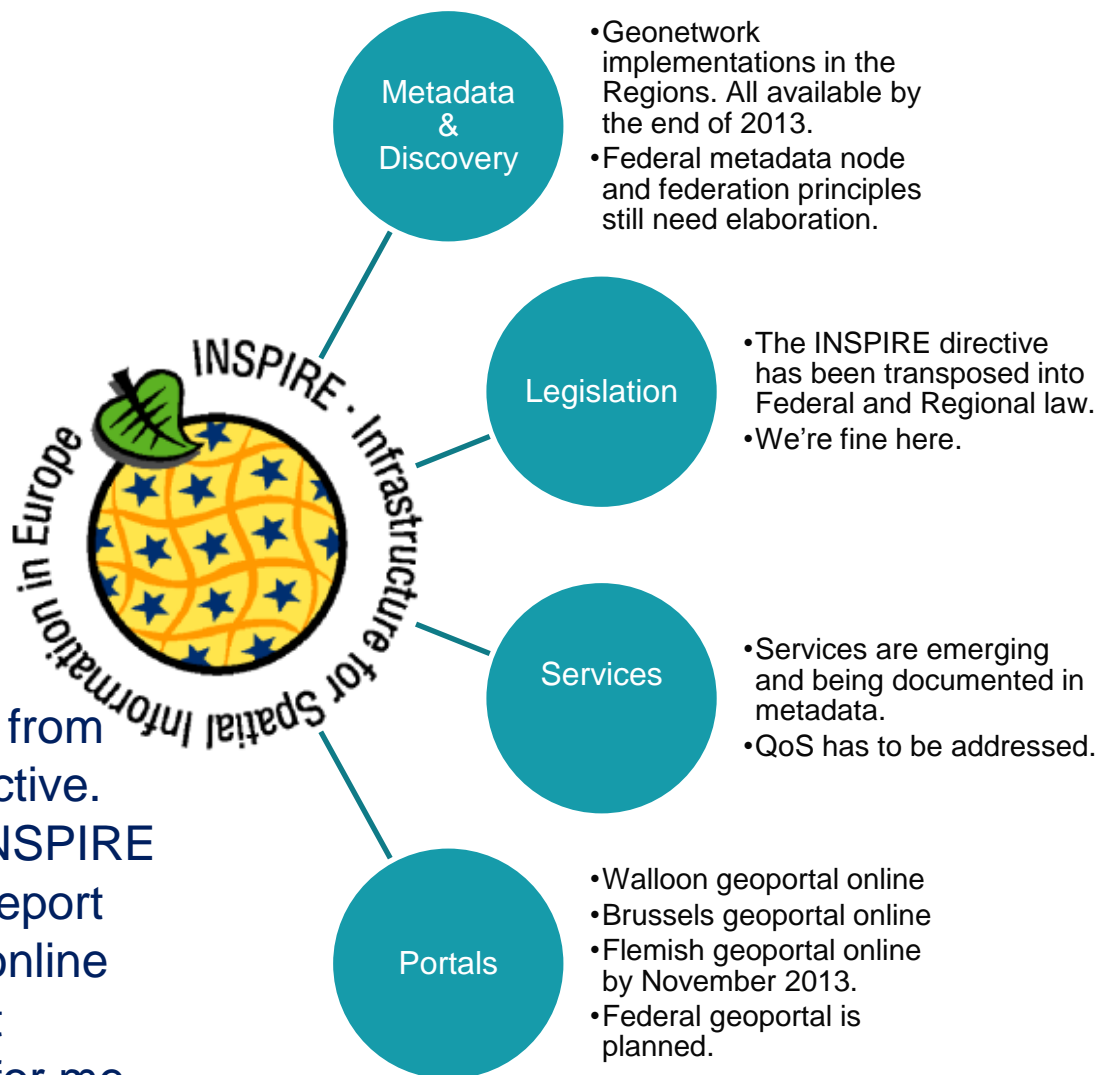 Metadata
&
Discovery
•Geonetwork
implementations in the
Regions. All available by
the end of 2013.
•Federal metadata node
and federation principles
still need elaboration.
INSPIRE · Infrastructure for Spatial Information in Europe
Legislation
•The INSPIRE directive
has been transposed into
Federal and Regional law.
•We're fine here.
Services
•Services are emerging
and being documented in
metadata.
•QoS has to be addressed.
from
ctive.
NSPIRE
eport
online
Portals
•Walloon geoportal online
•Brussels geoportal online
•Flemish geoportal online
by November 2013.
•Federal geoportal is
planned.